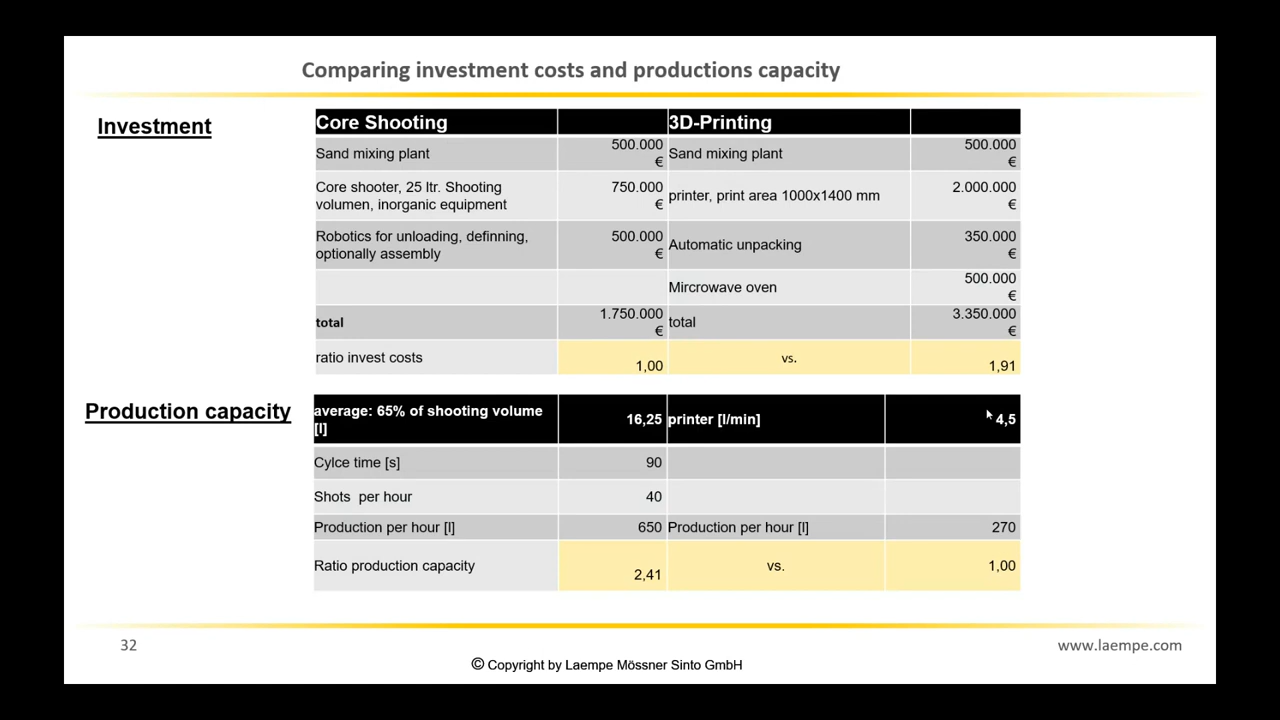 Comparing investment costs and productions capacity
Investment
Core Shooting 3D-Printing
Sand mixing plant 500.000 € Sand mixing plant 500.000 €
Core shooter, 25 ltr. Shooting
volumen, inorganic equipment 750.000 € printer, print area 1000x1400 mm 2.000.000 €
Robotics for unloading, definning,
optionally assembly 500.000 € Automatic unpacking 350.000 €
Mircrowave oven 500.000 €
total 1.750.000 € total 3.350.000 €
ratio invest costs 1,00 vs. 1,91
Production capacity
average: 65% of shooting volume
[l] 16,25 printer [l/min] 4,5
Cylce time [s] 90
Shots per hour 40
Production per hour [l] 650 Production per hour [l] 270
Ratio production capacity 2,41 vs. 1,00
32
www.laempe.com
© Copyright by Laempe Mössner Sinto GmbH